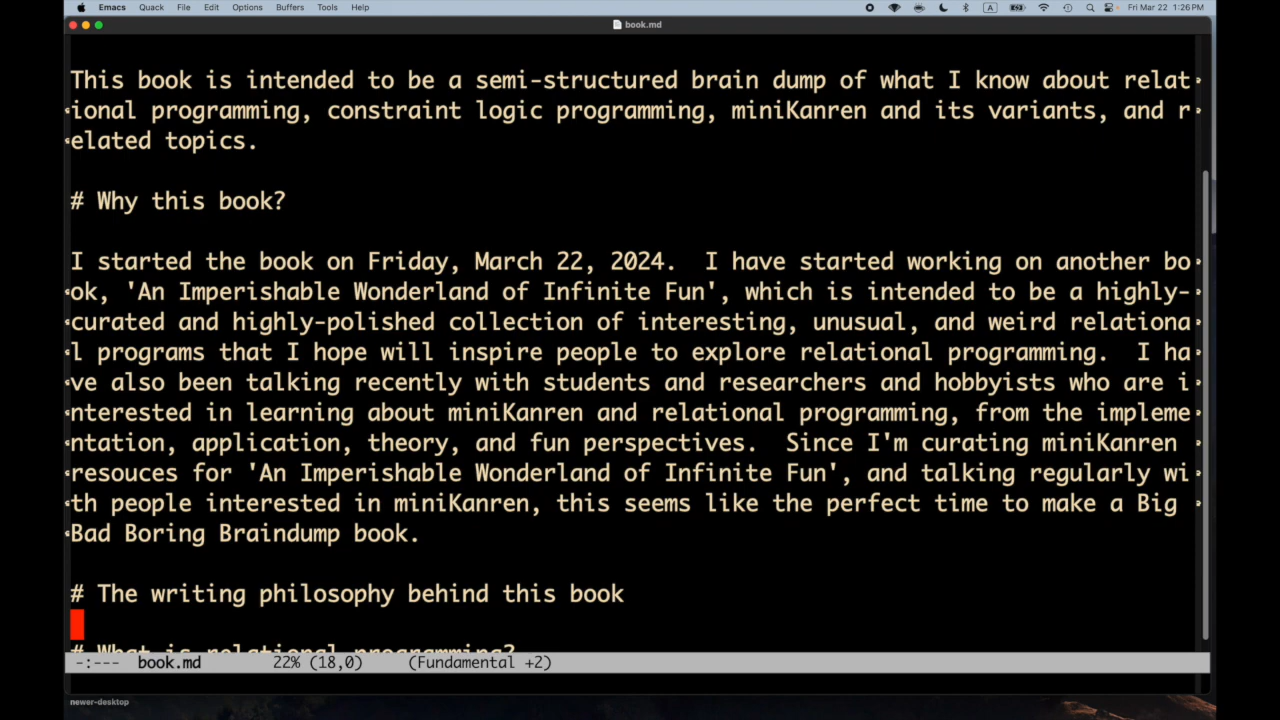 Emacs Quack File Edit Options Buffers Tools Help A Fri Mar 22 1:26 PM
book.md
This book is intended to be a semi-structured brain dump of what I know about relat
ional programming, constraint logic programming, miniKanren and its variants, and r
elated topics.
# Why this book?
I started the book on Friday, March 22, 2024.  I have started working on another bo
ok, 'An Imperishable Wonderland of Infinite Fun', which is intended to be a highly-
curated and highly-polished collection of interesting, unusual, and weird relationa
l programs that I hope will inspire people to explore relational programming.  I ha
ve also been talking recently with students and researchers and hobbyists who are i
nterested in learning about miniKanren and relational programming, from the impleme
ntation, application, theory, and fun perspectives.  Since I'm curating miniKanren
resouces for 'An Imperishable Wonderland of Infinite Fun', and talking regularly wi
th people interested in miniKanren, this seems like the perfect time to make a Big
Bad Boring Braindump book.
# The writing philosophy behind this book
# What is relational programming?
-:--- book.md 22% (18,0) (Fundamental +2)
newer-desktop